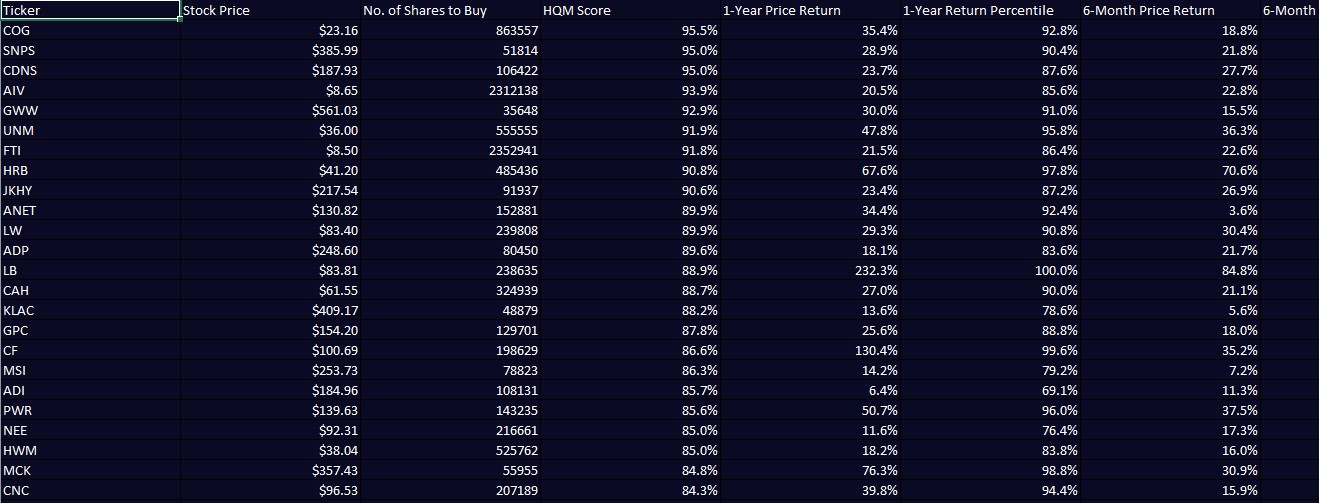 Ticker Stock Price No. of Shares to Buy HQM Score 1-Year Price Return 1-Year Return Percentile 6-Month Price Return 6-Month
COG $23.16 863557 95.5% 35.4% 92.8% 18.8%
SNPS $385.99 51814 95.0% 28.9% 90.4% 21.8%
CDNS $187.93 106422 95.0% 23.7% 87.6% 27.7%
AIV $8.65 2312138 93.9% 20.5% 85.6% 22.8%
GWW $561.03 35648 92.9% 30.0% 91.0% 15.5%
UNM $36.00 555555 91.9% 47.8% 95.8% 36.3%
FTI $8.50 2352941 91.8% 21.5% 86.4% 22.6%
HRB $41.20 485436 90.8% 67.6% 97.8% 70.6%
JKHY $217.54 91937 90.6% 23.4% 87.2% 26.9%
ANET $130.82 152881 89.9% 34.4% 92.4% 3.6%
LW $83.40 239808 89.9% 29.3% 90.8% 30.4%
ADP $248.60 80450 89.6% 18.1% 83.6% 21.7%
LB $83.81 238635 88.9% 232.3% 100.0% 84.8%
CAH $61.55 324939 88.7% 27.0% 90.0% 21.1%
KLAC $409.17 48879 88.2% 13.6% 78.6% 5.6%
GPC $154.20 129701 87.8% 25.6% 88.8% 18.0%
CF $100.69 198629 86.6% 130.4% 99.6% 35.2%
MSI $253.73 78823 86.3% 14.2% 79.2% 7.2%
ADI $184.96 108131 85.7% 6.4% 69.1% 11.3%
PWR $139.63 143235 85.6% 50.7% 96.0% 37.5%
NEE $92.31 216661 85.0% 11.6% 76.4% 17.3%
HWM $38.04 525762 85.0% 18.2% 83.8% 16.0%
MCK $357.43 55955 84.8% 76.3% 98.8% 30.9%
CNC $96.53 207189 84.3% 39.8% 94.4% 15.9%